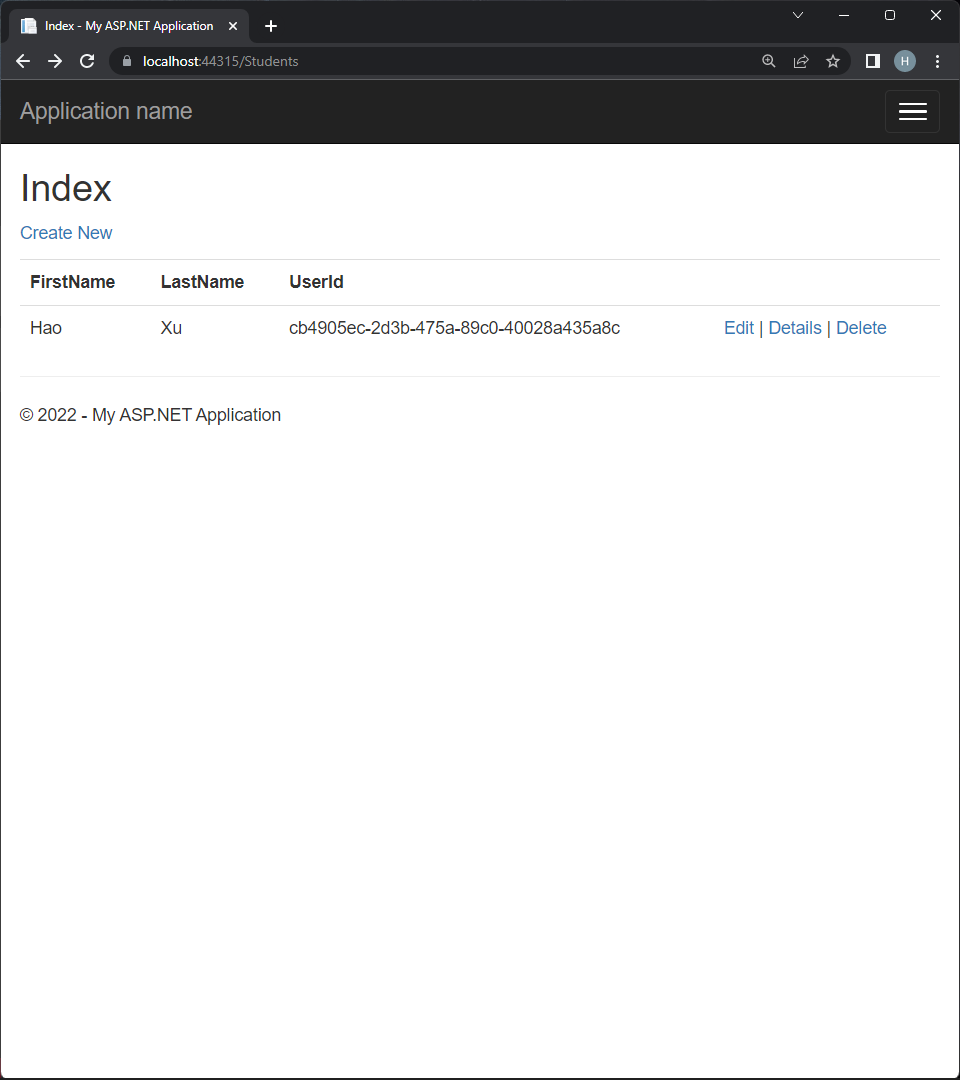 Index - My ASP.NET Application
localhost:44315/Students
H
Application name
Index
Create New
FirstName LastName UserId
Hao Xu cb4905ec-2d3b-475a-89c0-40028a435a8c Edit | Details | Delete
© 2022 - My ASP.NET Application